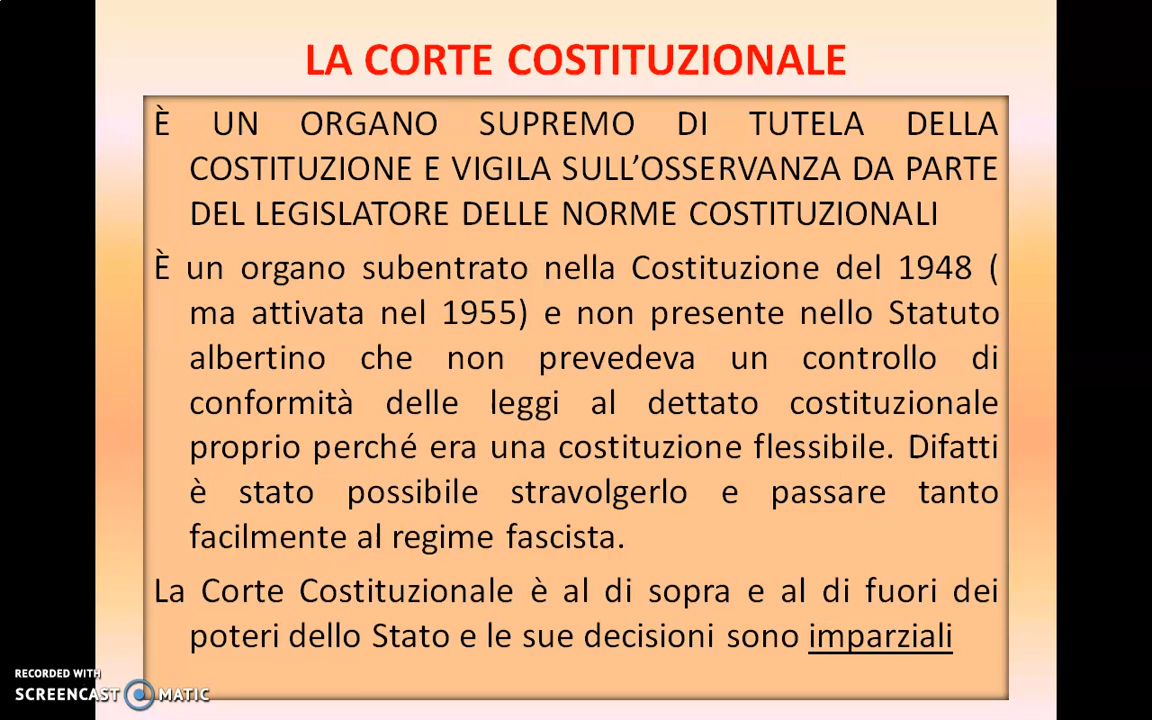 LA CORTE COSTITUZIONALE
È UN ORGANO SUPREMO DI TUTELA DELLA
COSTITUZIONE E VIGILA SULL’OSSERVANZA DA PARTE
DEL LEGISLATORE DELLE NORME COSTITUZIONALI
È un organo subentrato nella Costituzione del 1948 (
ma attivata nel 1955) e non presente nello Statuto
albertino che non prevedeva un controllo di
conformità delle leggi al dettato costituzionale
proprio perché era una costituzione flessibile. Difatti
è stato possibile stravolgerlo e passare tanto
facilmente al regime fascista.
La Corte Costituzionale è al di sopra e al di fuori dei
poteri dello Stato e le sue decisioni sono imparziali
RECORDED WITH
SCREENCAST MATIC